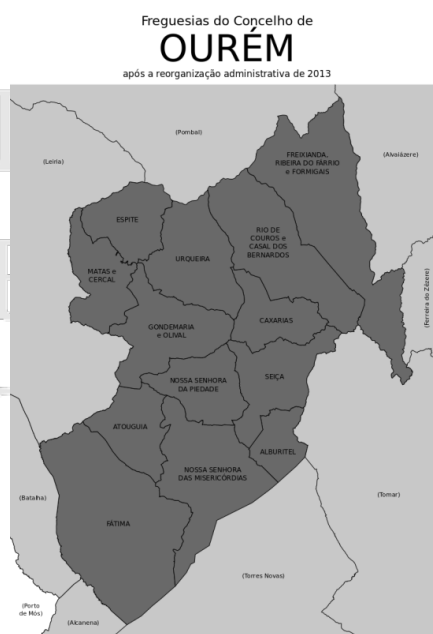 Freguesias do Concelho de
OURÉM
após a reorganização administrativa de 2013
(Pombal)
(Leiria)
(Alvaiázere)
FREIXIANDA,
RIBEIRA DO FÁRRIO
e FORMIGAIS
ESPITE
RIO DE
COUROS e
CASAL DOS
BERNARDOS
URQUEIRA
MATAS e
CERCAL
(Ferreira do Zêzere)
GONDEMARIA
e OLIVAL
CAXARIAS
NOSSA SENHORA
DA PIEDADE
SEIÇA
ATOUGUIA
ALBURITEL
NOSSA SENHORA
DAS MISERICÓRDIAS
(Batalha)
(Tomar)
FÁTIMA
(Torres Novas)
(Porto
de Mós)
(Alcanena)